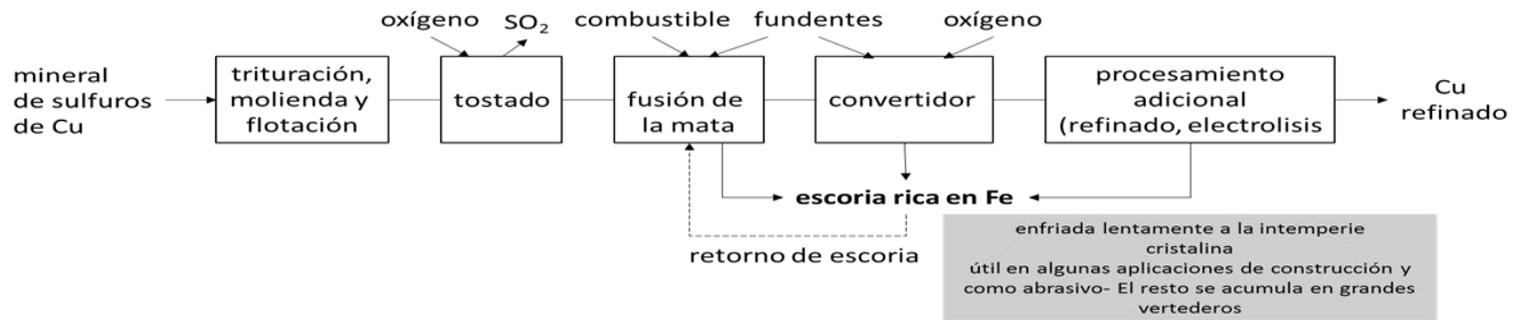 oxígeno
SO2
combustible
fundentes
oxígeno
mineral
de sulfuros
de Cu
trituración,
molienda y
flotación
tostado
fusión de
la mata
convertidor
procesamiento
adicional
(refinado, electrolisis
Cu
refinado
escoria rica en Fe
retorno de escoria
enfriada lentamente a la intemperie
cristalina
útil en algunas aplicaciones de construcción y
como abrasivo- El resto se acumula en grandes
vertederos